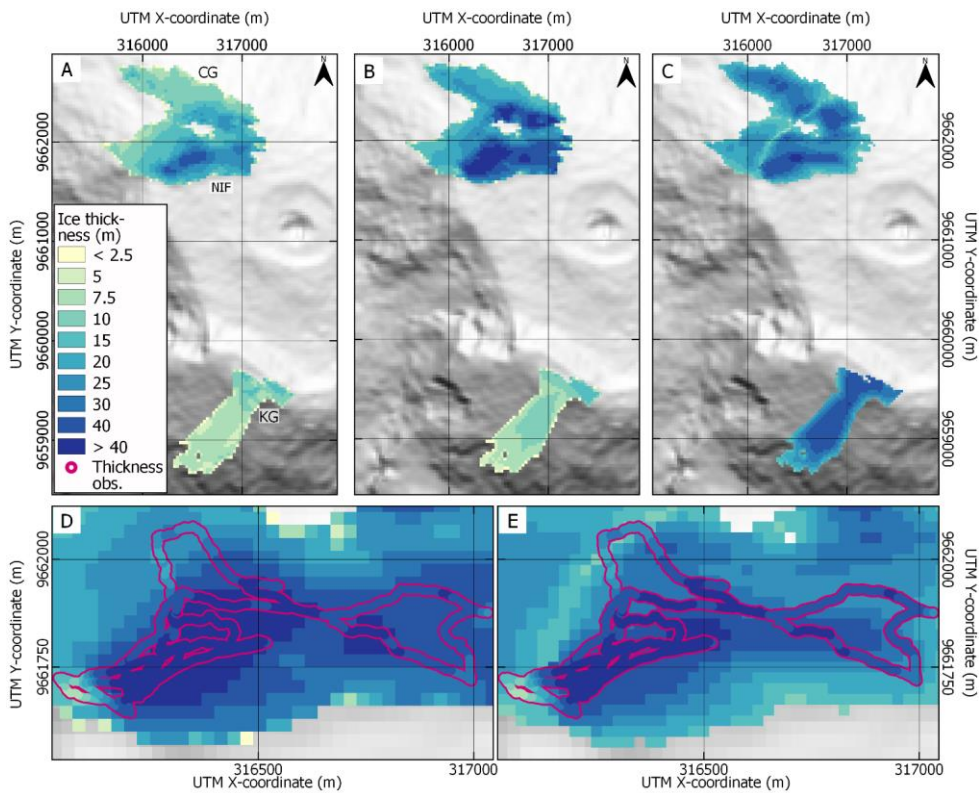 UTM X-coordinate (m)
UTM X-coordinate (m)
UTM X-coordinate (m)
316000 317000
316000 317000
316000 317000
A
CG
N
NIF
KG
B
N
C
N
UTM Y-coordinate (m)
9662000
9661000
9660000
9659000
Ice thick-
ness (m)
< 2.5
5
7.5
10
15
20
25
30
40
> 40
Thickness
obs.
9662000
9661000
9660000
9659000
UTM Y-coordinate (m)
D
E
UTM Y-coordinate (m)
9662000
9661750
9662000
9661750
UTM Y-coordinate (m)
316500 317000
316500 317000
UTM X-coordinate (m)
UTM X-coordinate (m)